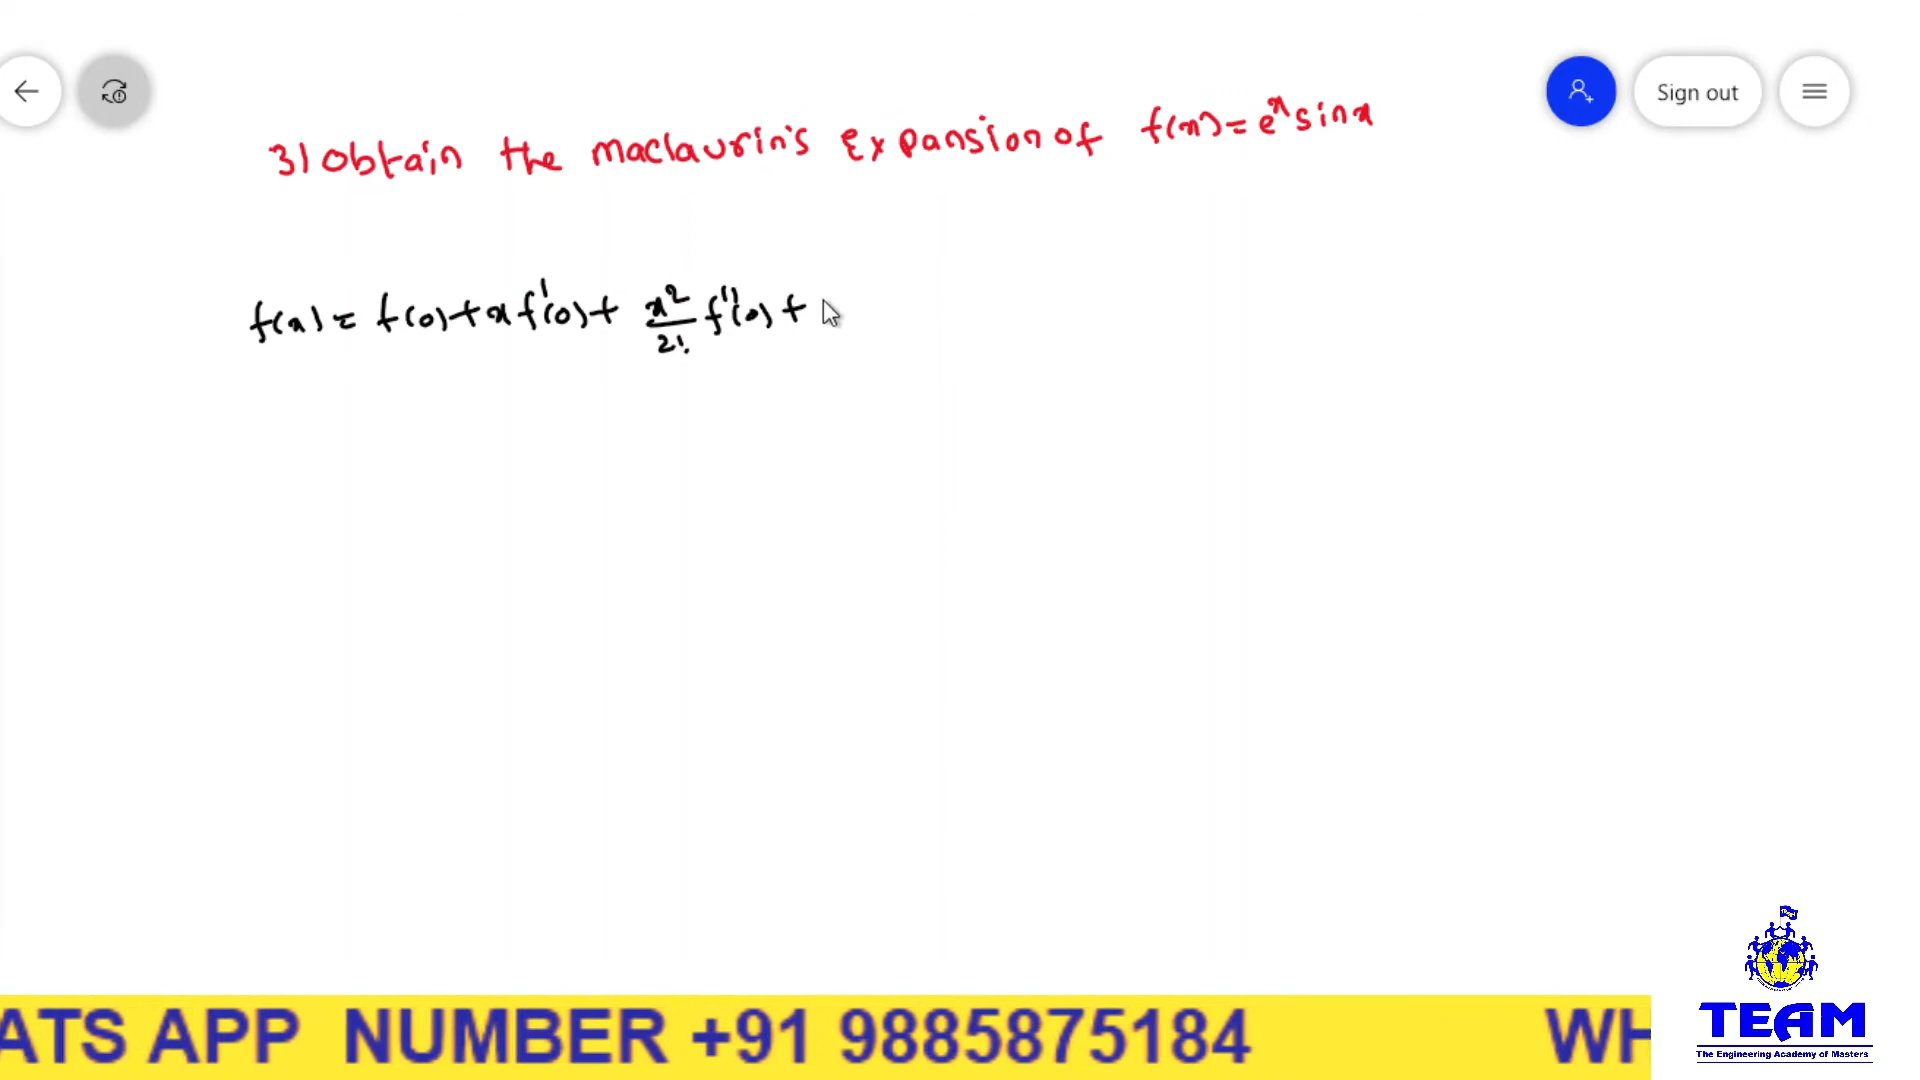 Sign out
3) obtain the maclaurin's Expansion of f(x) = e^x sinx
f(x) = f(0) + x f'(0) + x²/2! f''(0) +
ATS APP NUMBER +91 9885875184 WH
TEAM
The Engineering Academy of Masters